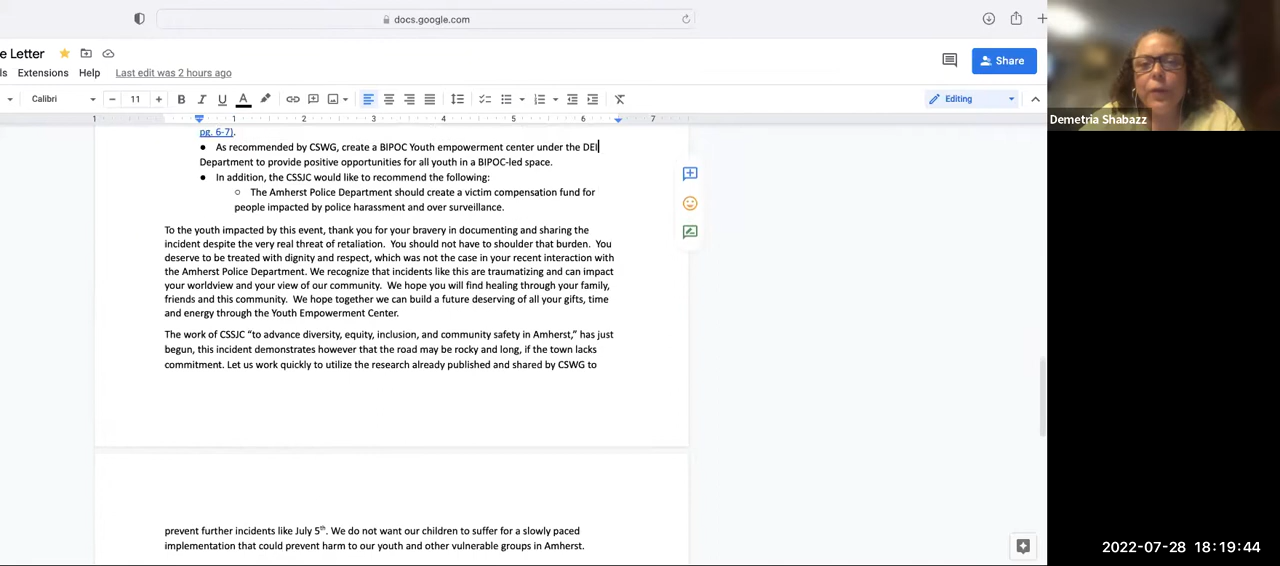 docs.google.com
e Letter
ls Extensions Help Last edit was 2 hours ago
Share
Calibri 11 B I U A Editing
1 1 2 3 4 5 6 7
pg. 6-7).
● As recommended by CSWG, create a BIPOC Youth empowerment center under the DEI
Department to provide positive opportunities for all youth in a BIPOC-led space.
● In addition, the CSSJC would like to recommend the following:
○ The Amherst Police Department should create a victim compensation fund for
people impacted by police harassment and over surveillance.
To the youth impacted by this event, thank you for your bravery in documenting and sharing the
incident despite the very real threat of retaliation. You should not have to shoulder that burden. You
deserve to be treated with dignity and respect, which was not the case in your recent interaction with
the Amherst Police Department. We recognize that incidents like this are traumatizing and can impact
your worldview and your view of our community. We hope you will find healing through your family,
friends and this community. We hope together we can build a future deserving of all your gifts, time
and energy through the Youth Empowerment Center.
The work of CSSJC “to advance diversity, equity, inclusion, and community safety in Amherst,” has just
begun, this incident demonstrates however that the road may be rocky and long, if the town lacks
commitment. Let us work quickly to utilize the research already published and shared by CSWG to
prevent further incidents like July 5th. We do not want our children to suffer for a slowly paced
implementation that could prevent harm to our youth and other vulnerable groups in Amherst.
Demetria Shabazz
2022-07-28 18:19:44